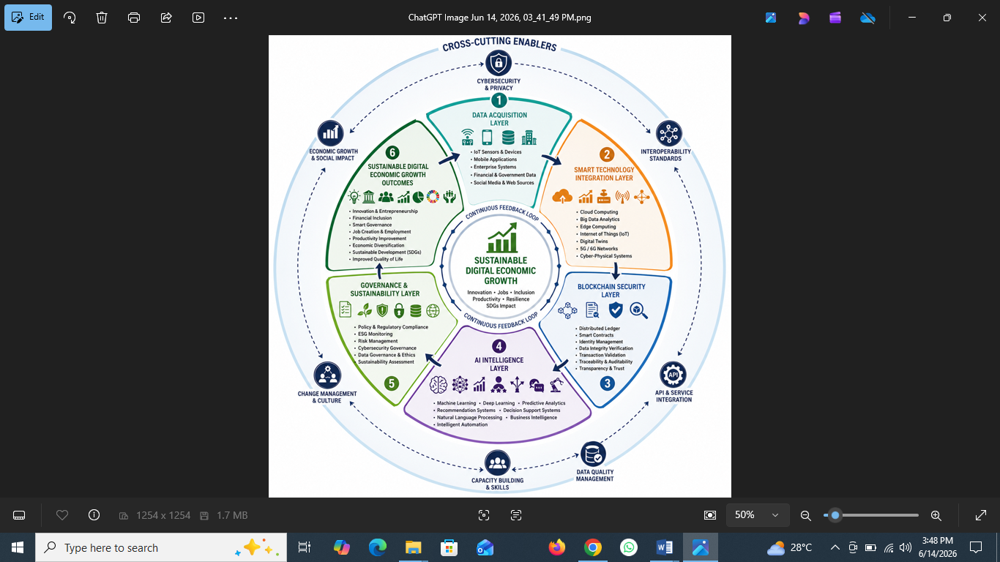 Edit
ChatGPT Image Jun 14, 2026, 03_41_49 PM.png
CROSS-CUTTING ENABLERS
CYBERSECURITY
& PRIVACY
ECONOMIC GROWTH
& SOCIAL IMPACT
INTEROPERABILITY
STANDARDS
1
DATA ACQUISITION
LAYER
• IoT Sensors & Devices
• Mobile Applications
• Enterprise Systems
• Financial & Government Data
• Social Media & Web Sources
2
SMART TECHNOLOGY
INTEGRATION LAYER
• Cloud Computing
• Big Data Analytics
• Edge Computing
• Internet of Things (IoT)
• Digital Twins
• 5G / 6G Networks
• Cyber-Physical Systems
6
SUSTAINABLE DIGITAL
ECONOMIC GROWTH
OUTCOMES
• Innovation & Entrepreneurship
• Financial Inclusion
• Smart Governance
• Job Creation & Employment
• Productivity Improvement
• Economic Diversification
• Sustainable Development (SDGs)
• Improved Quality of Life
CONTINUOUS FEEDBACK LOOP
SUSTAINABLE
DIGITAL ECONOMIC
GROWTH
Innovation • Jobs • Inclusion
Productivity • Resilience
SDGs Impact
CONTINUOUS FEEDBACK LOOP
GOVERNANCE &
SUSTAINABILITY LAYER
• Policy & Regulatory Compliance
• ESG Monitoring
• Risk Management
• Cybersecurity Governance
• Data Governance & Ethics
• Sustainability Assessment
5
BLOCKCHAIN SECURITY
LAYER
• Distributed Ledger
• Smart Contracts
• Identity Management
• Data Integrity Verification
• Transaction Validation
• Traceability & Auditability
• Transparency & Trust
3
4
AI INTELLIGENCE
LAYER
• Machine Learning • Deep Learning • Predictive Analytics
• Recommendation Systems • Decision Support Systems
• Natural Language Processing • Business Intelligence
• Intelligent Automation
CHANGE MANAGEMENT
& CULTURE
API
API & SERVICE
INTEGRATION
CAPACITY BUILDING
& SKILLS
DATA QUALITY
MANAGEMENT
1254 x 1254
1.7 MB
50%
Type here to search
28°C
3:48 PM
6/14/2026